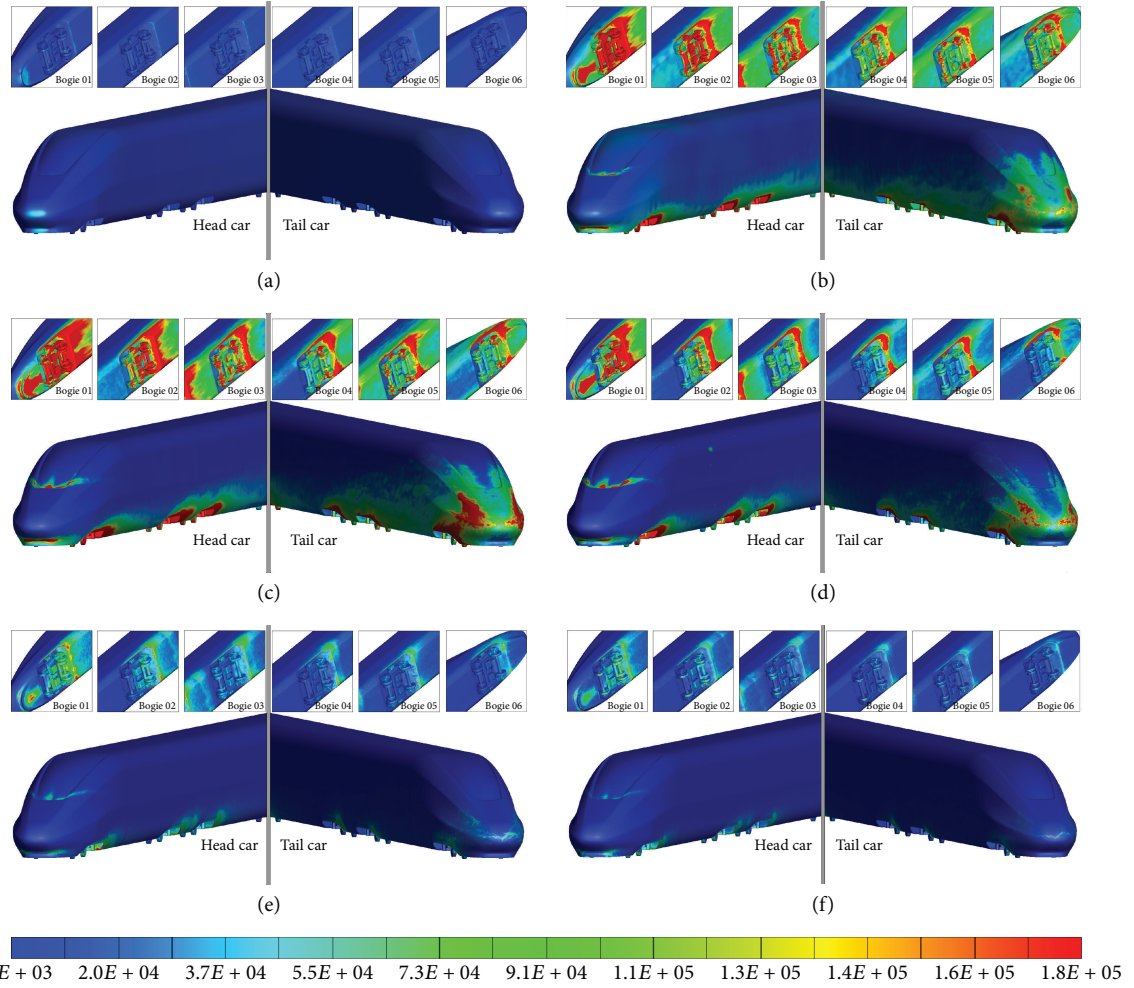 Bogie 01 Bogie 02 Bogie 03 Bogie 04 Bogie 05 Bogie 06
Bogie 01 Bogie 02 Bogie 03 Bogie 04 Bogie 05 Bogie 06
Head car Tail car
Head car Tail car
(a)
(b)
Bogie 01 Bogie 02 Bogie 03 Bogie 04 Bogie 05 Bogie 06
Bogie 01 Bogie 02 Bogie 03 Bogie 04 Bogie 05 Bogie 06
Head car Tail car
Head car Tail car
(c)
(d)
Bogie 01 Bogie 02 Bogie 03 Bogie 04 Bogie 05 Bogie 06
Bogie 01 Bogie 02 Bogie 03 Bogie 04 Bogie 05 Bogie 06
Head car Tail car
Head car Tail car
(e)
(f)
E + 03 2.0E + 04 3.7E + 04 5.5E + 04 7.3E + 04 9.1E + 04 1.1E + 05 1.3E + 05 1.4E + 05 1.6E + 05 1.8E + 05